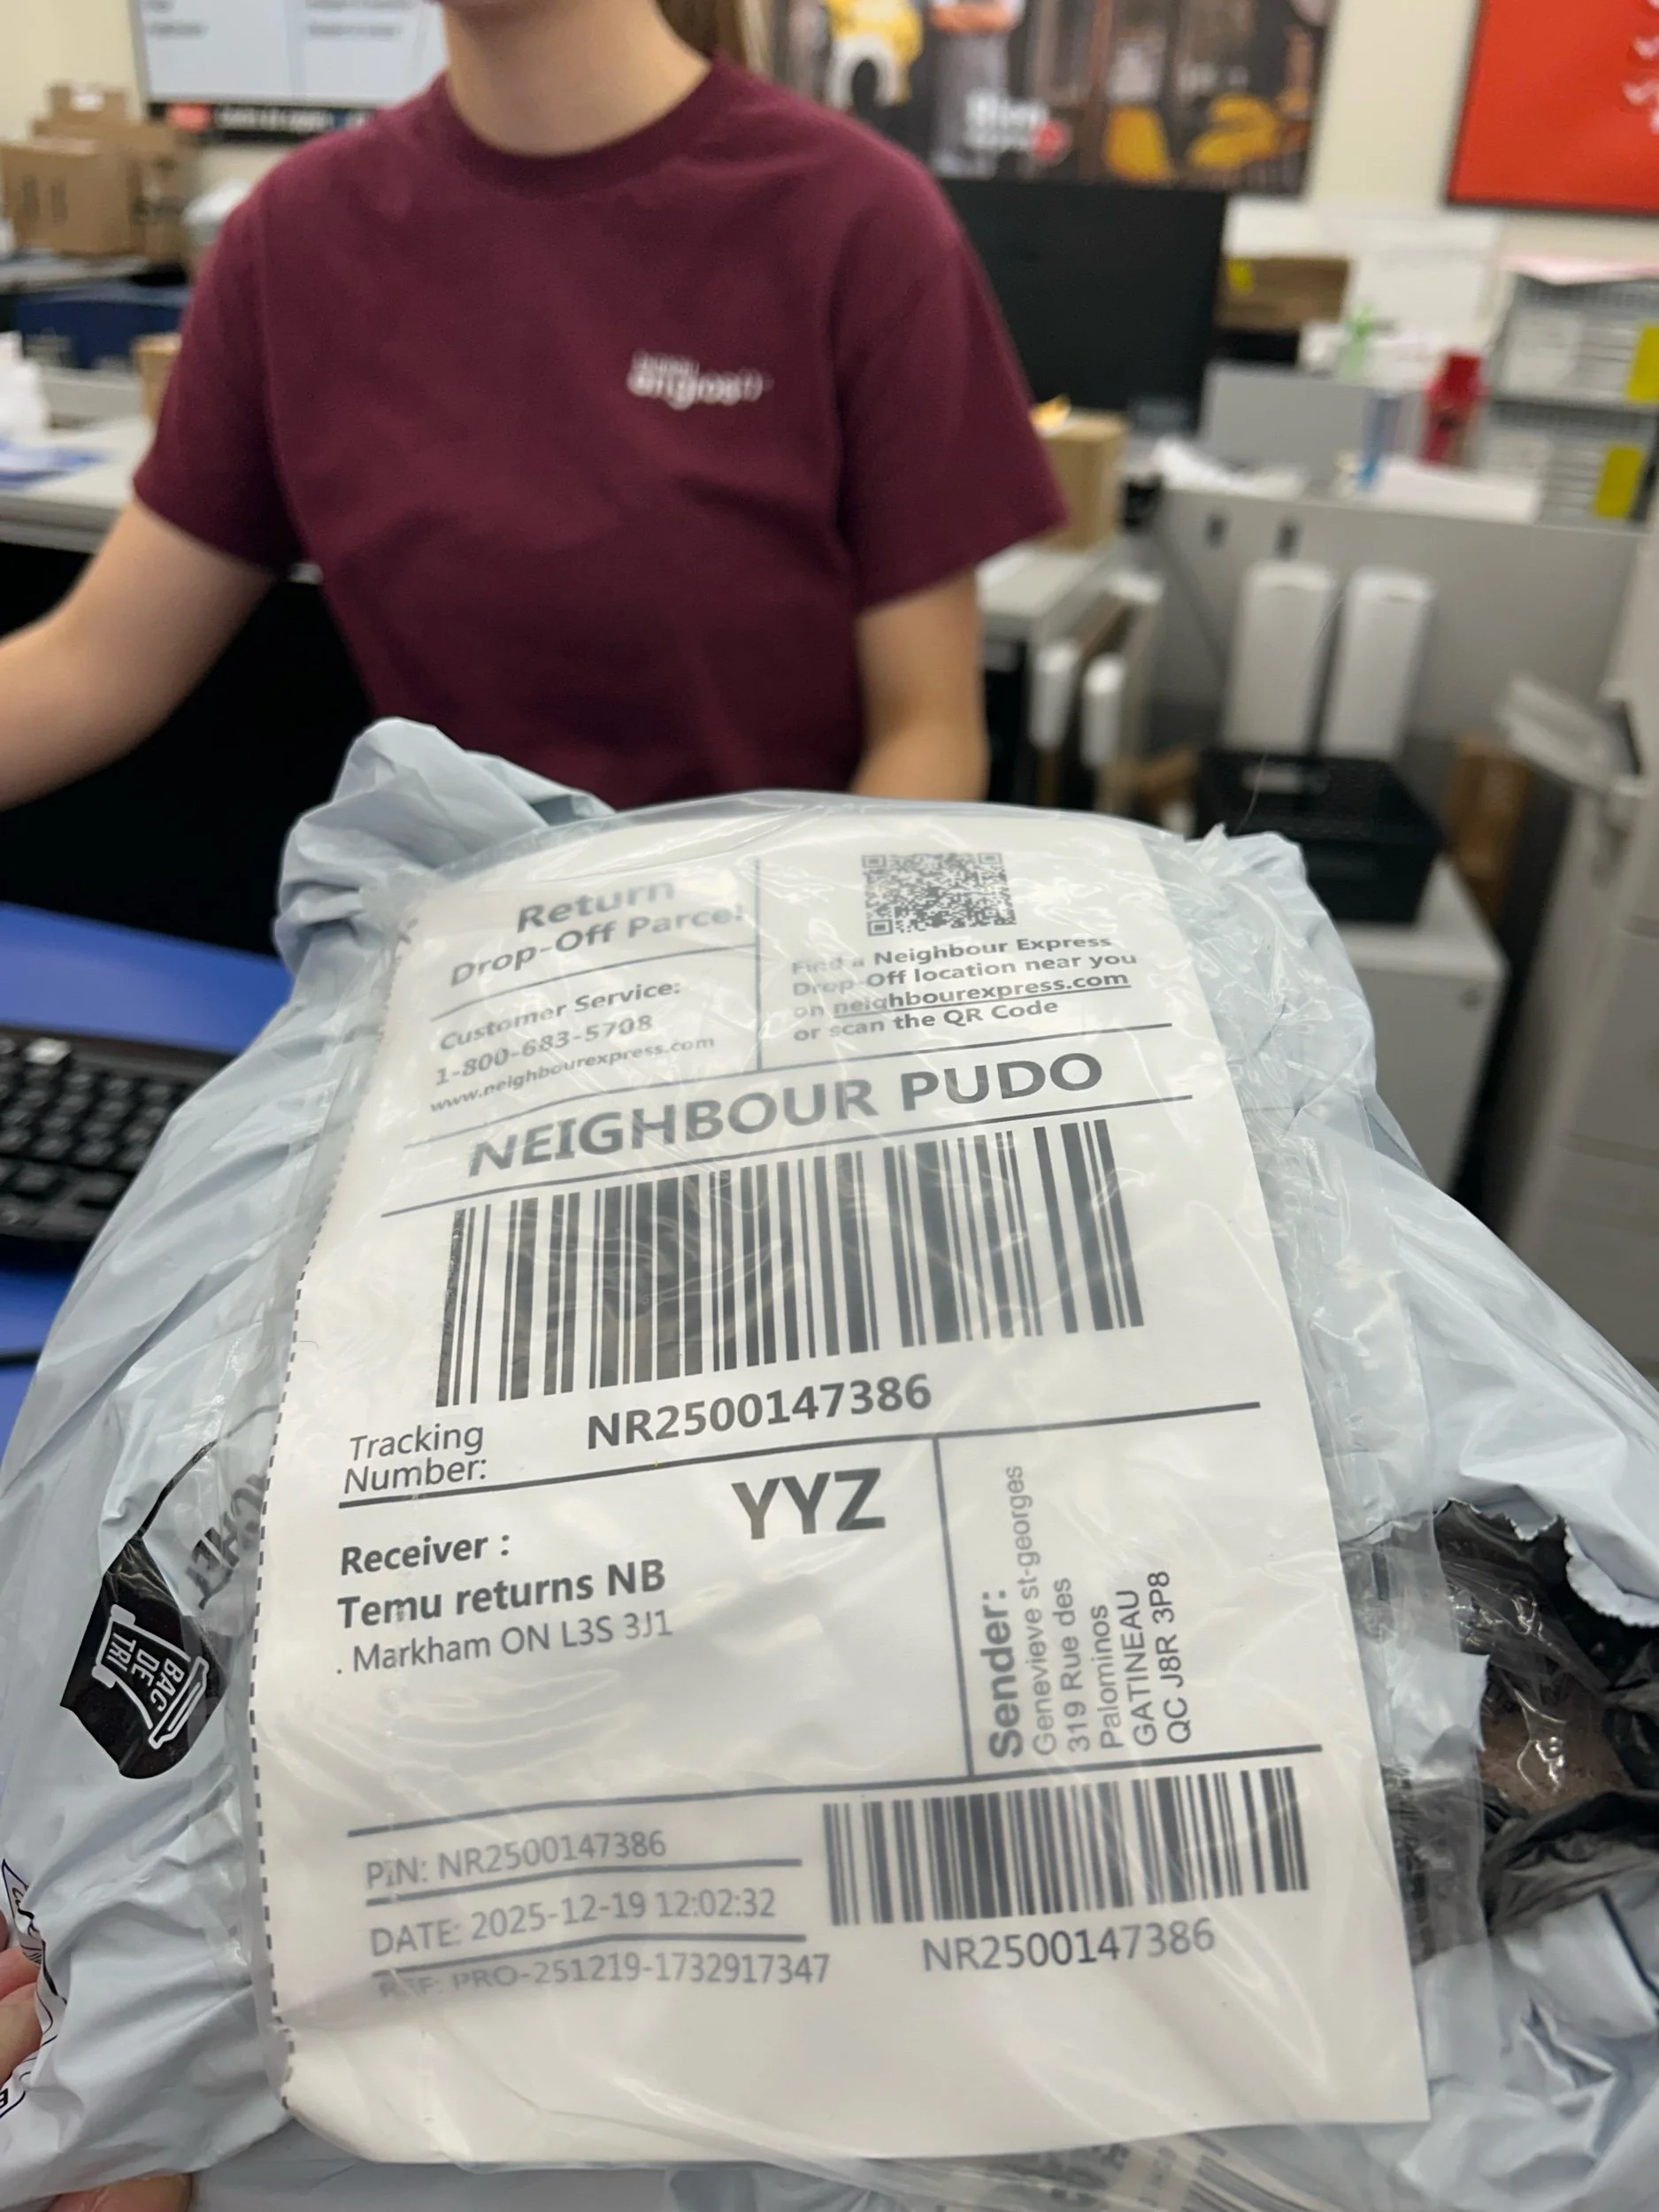 Return
Drop-Off Parcel
Customer Service:
1-800-683-5708
www.neighbourexpress.com
Find a Neighbour Express
Drop-Off location near you
on neighbourexpress.com
or scan the QR Code
NEIGHBOUR PUDO
Tracking
Number:
NR2500147386
YYZ
Receiver :
Temu returns NB
. Markham ON L3S 3J1
Sender:
Genevieve st-georges
319 Rue des
Palominos
GATINEAU
QC J8R 3P8
PIN: NR2500147386
DATE: 2025-12-19 12:02:32
REF: PRO-251219-1732917347
NR2500147386
BAC
DE
TRI